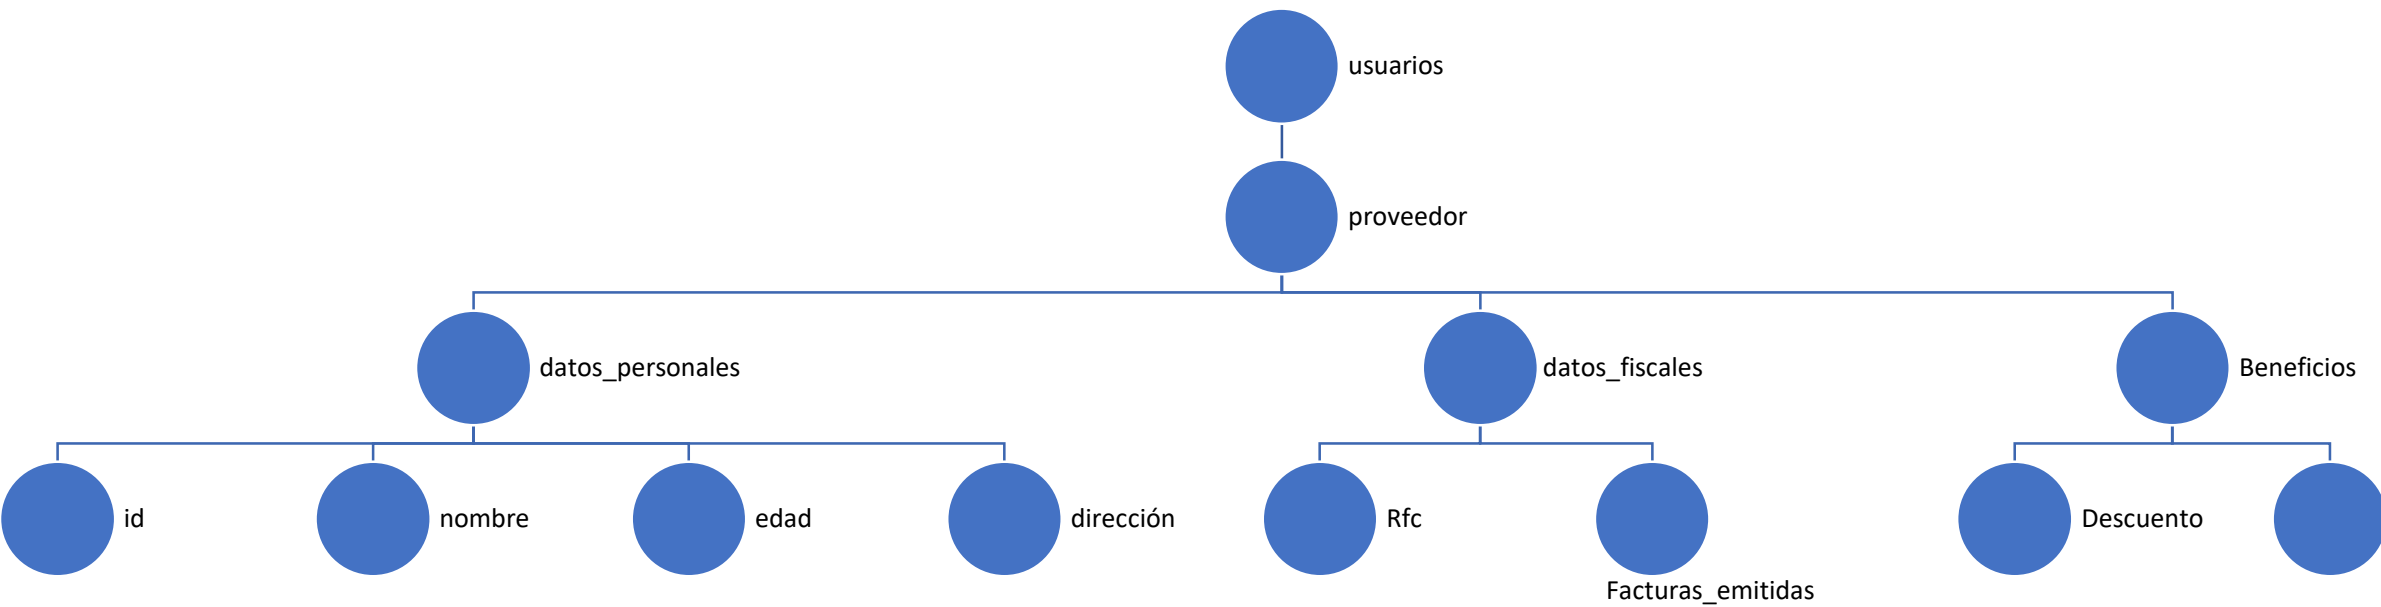 usuarios
proveedor
datos_personales
datos_fiscales
Beneficios
id
nombre
edad
dirección
Rfc
Facturas_emitidas
Descuento